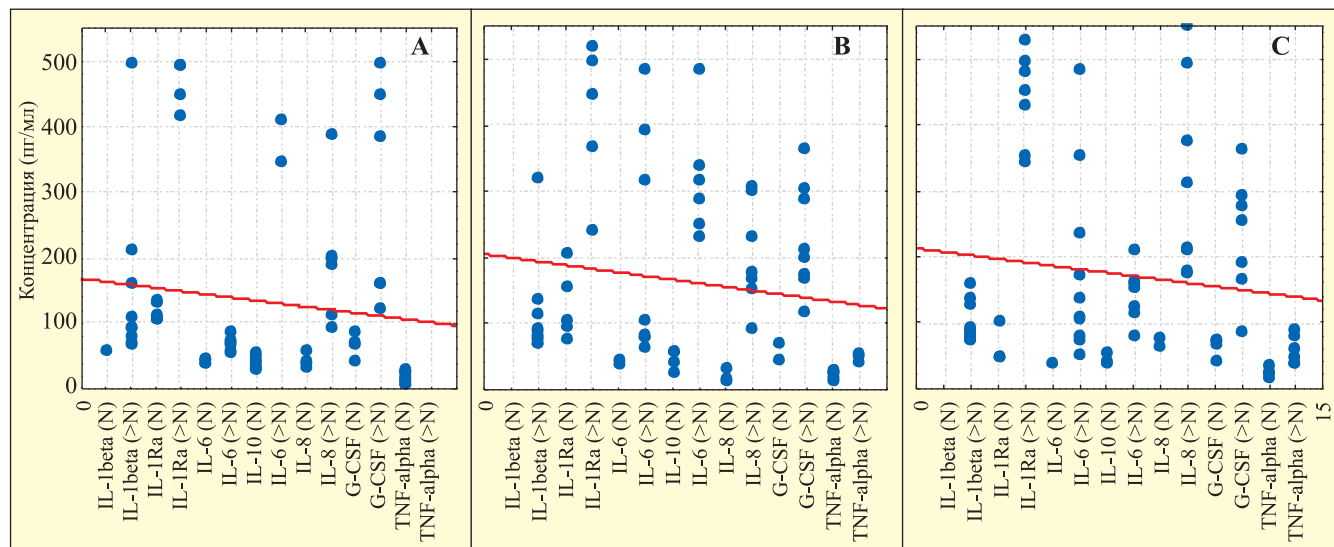 A
B
C
Концентрация (пг/мл)
500
400
300
200
100
0
0
IL-1beta (N)
IL-1beta (>N)
IL-1Ra (N)
IL-1Ra (>N)
IL-6 (N)
IL-6 (>N)
IL-10 (N)
IL-6 (>N)
IL-8 (N)
IL-8 (>N)
G-CSF (N)
G-CSF (>N)
TNF-alpha (N)
TNF-alpha (>N)
0
IL-1beta (N)
IL-1beta (>N)
IL-1Ra (N)
IL-1Ra (>N)
IL-6 (N)
IL-6 (>N)
IL-10 (N)
IL-6 (>N)
IL-8 (N)
IL-8 (>N)
G-CSF (N)
G-CSF (>N)
TNF-alpha (N)
TNF-alpha (>N)
0
IL-1beta (N)
IL-1beta (>N)
IL-1Ra (N)
IL-1Ra (>N)
IL-6 (N)
IL-6 (>N)
IL-10 (N)
IL-6 (>N)
IL-8 (N)
IL-8 (>N)
G-CSF (N)
G-CSF (>N)
TNF-alpha (N)
TNF-alpha (>N)
15